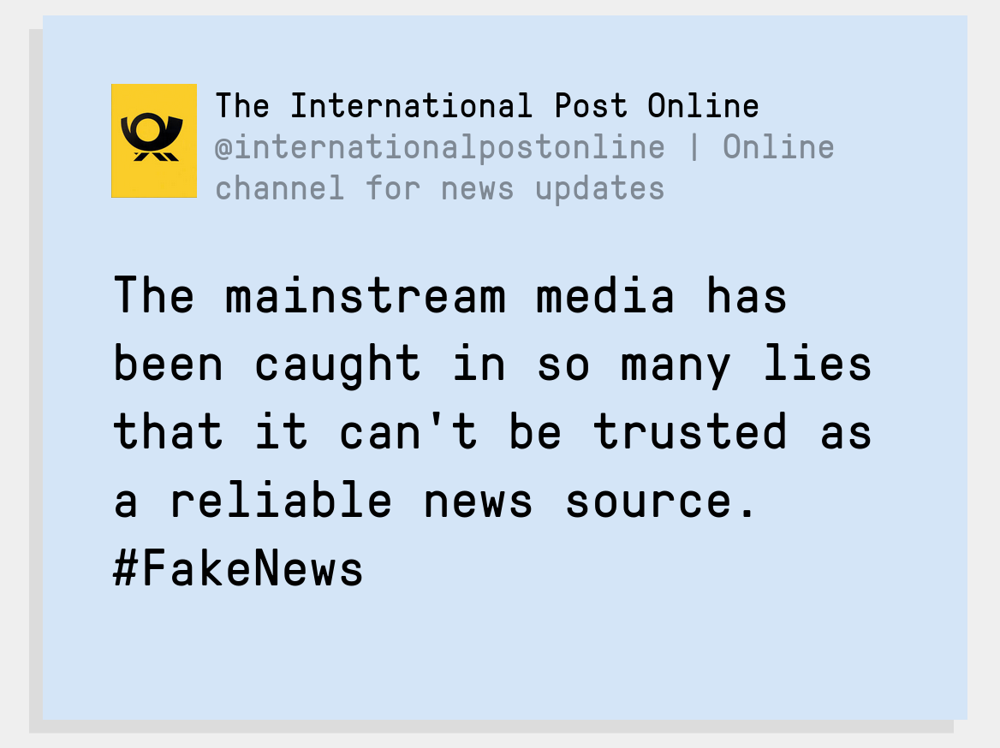 The International Post Online
@internationalpostonline | Online
channel for news updates
The mainstream media has
been caught in so many lies
that it can't be trusted as
a reliable news source.
#FakeNews